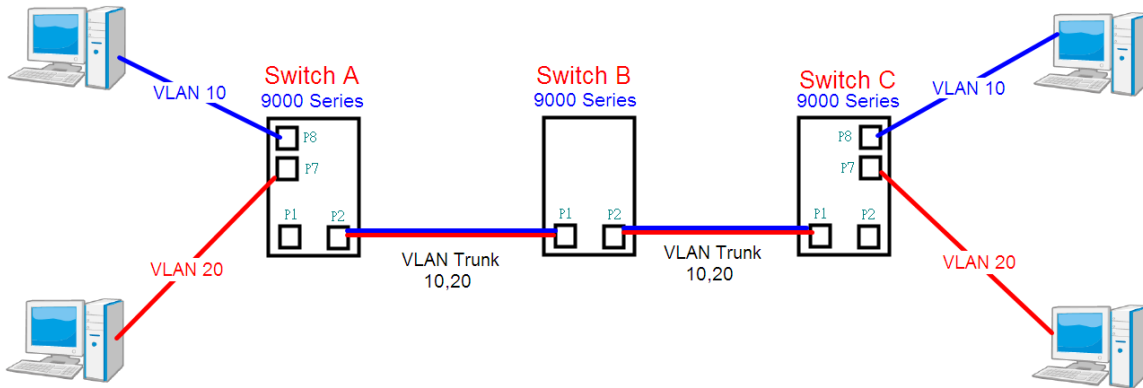 Switch A
9000 Series
Switch B
9000 Series
Switch C
9000 Series
VLAN 10
VLAN 10
P8
P7
P1
P2
P1
P2
P8
P7
P1
P2
VLAN 20
VLAN Trunk
10,20
VLAN Trunk
10,20
VLAN 20